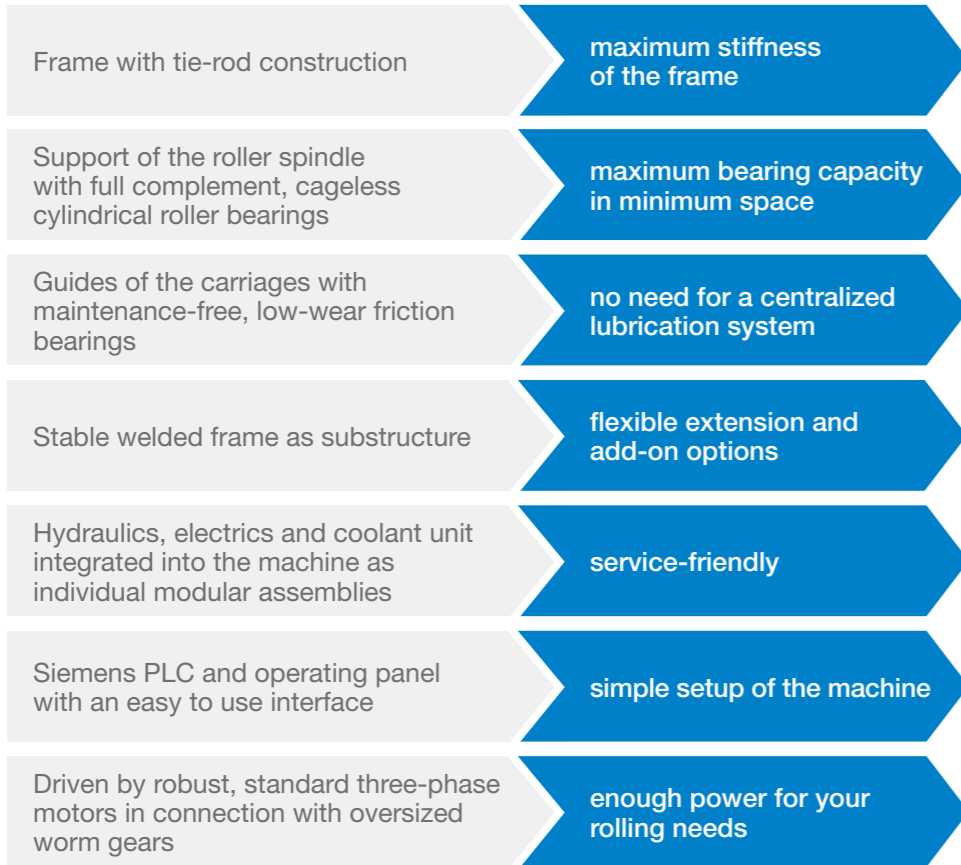 Frame with tie-rod construction
maximum stiffness
of the frame
Support of the roller spindle
with full complement, cageless
cylindrical roller bearings
maximum bearing capacity
in minimum space
Guides of the carriages with
maintenance-free, low-wear friction
bearings
no need for a centralized
lubrication system
Stable welded frame as substructure
flexible extension and
add-on options
Hydraulics, electrics and coolant unit
integrated into the machine as
individual modular assemblies
service-friendly
Siemens PLC and operating panel
with an easy to use interface
simple setup of the machine
Driven by robust, standard three-phase
motors in connection with oversized
worm gears
enough power for your
rolling needs